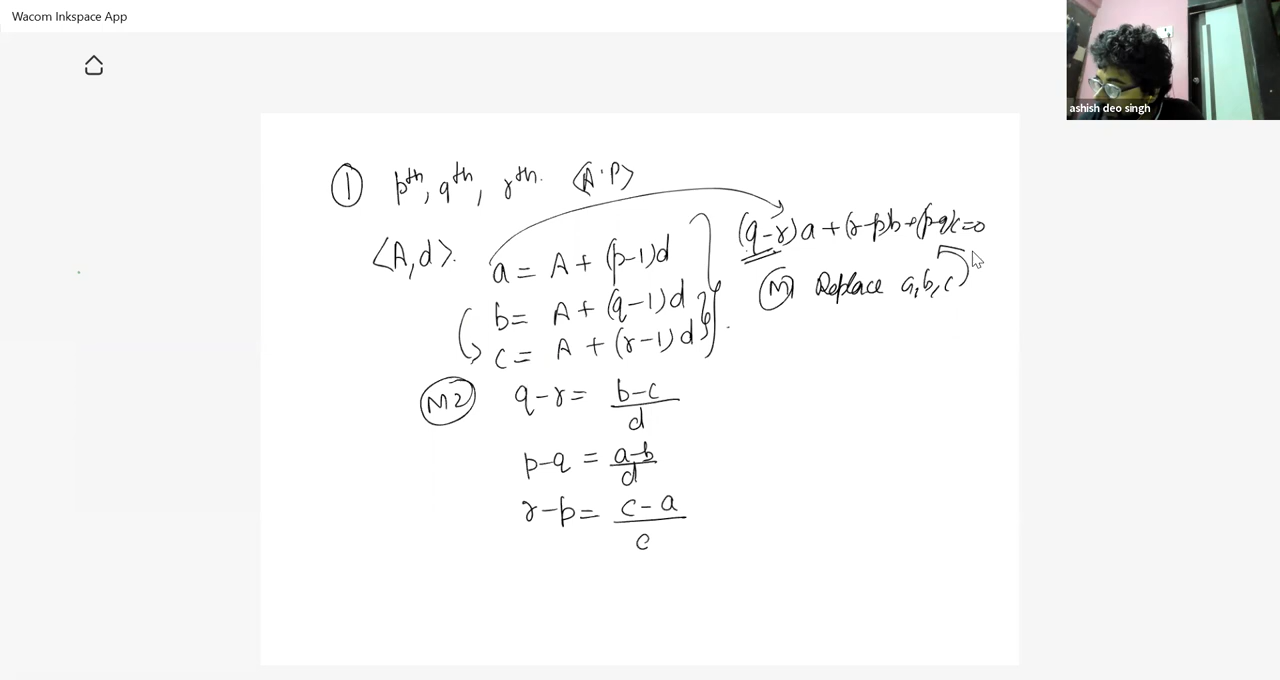 Wacom Inkspace App
ashish deo singh
① pth, qth, rth. <A.P>
<A,d>. a = A + (p-1)d
(q-r)a + (r-p)b + (p-q)c = 0
M1 Replace a, b, c
b = A + (q-1)d
c = A + (r-1)d
M2 q-r = b-c/d
p-q = a-b/d
r-p = c-a/c